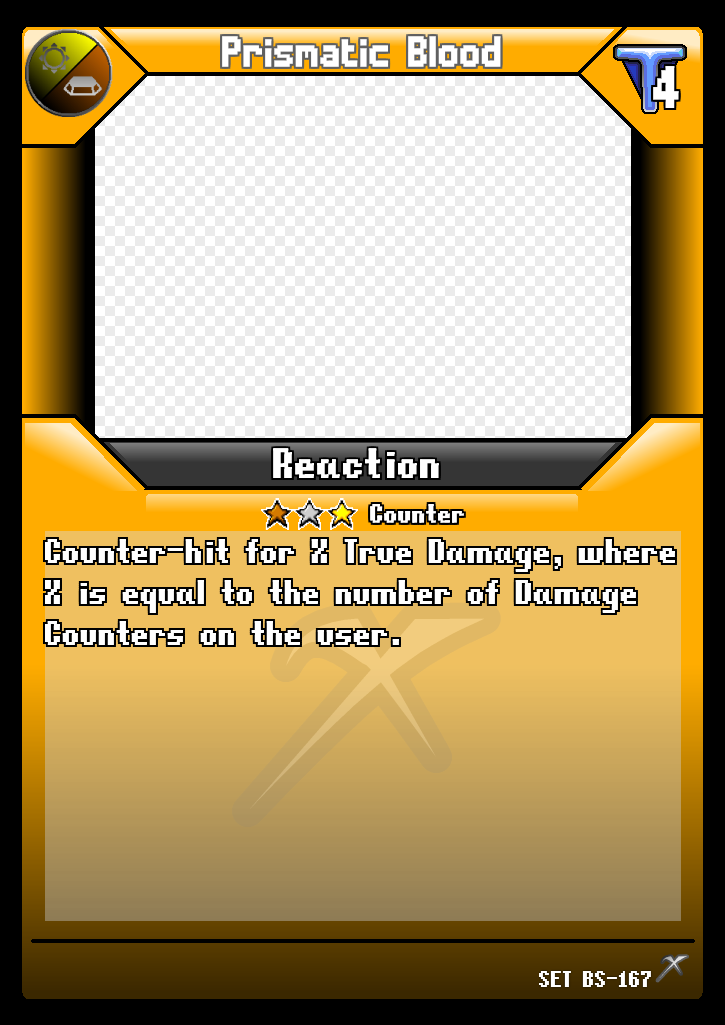 Prismatic Blood
T4
Reaction
Counter
Counter-hit for X True Damage, where
X is equal to the number of Damage
Counters on the user.
SET BS-167